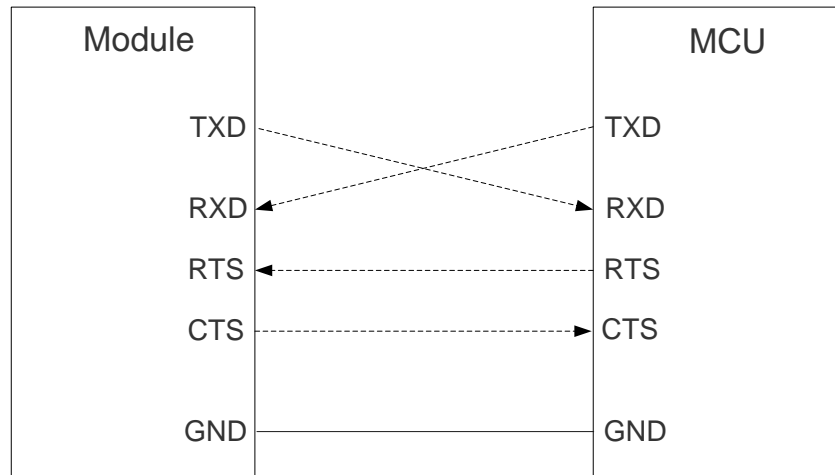 Module MCU
TXD TXD
RXD RXD
RTS RTS
CTS CTS
GND GND